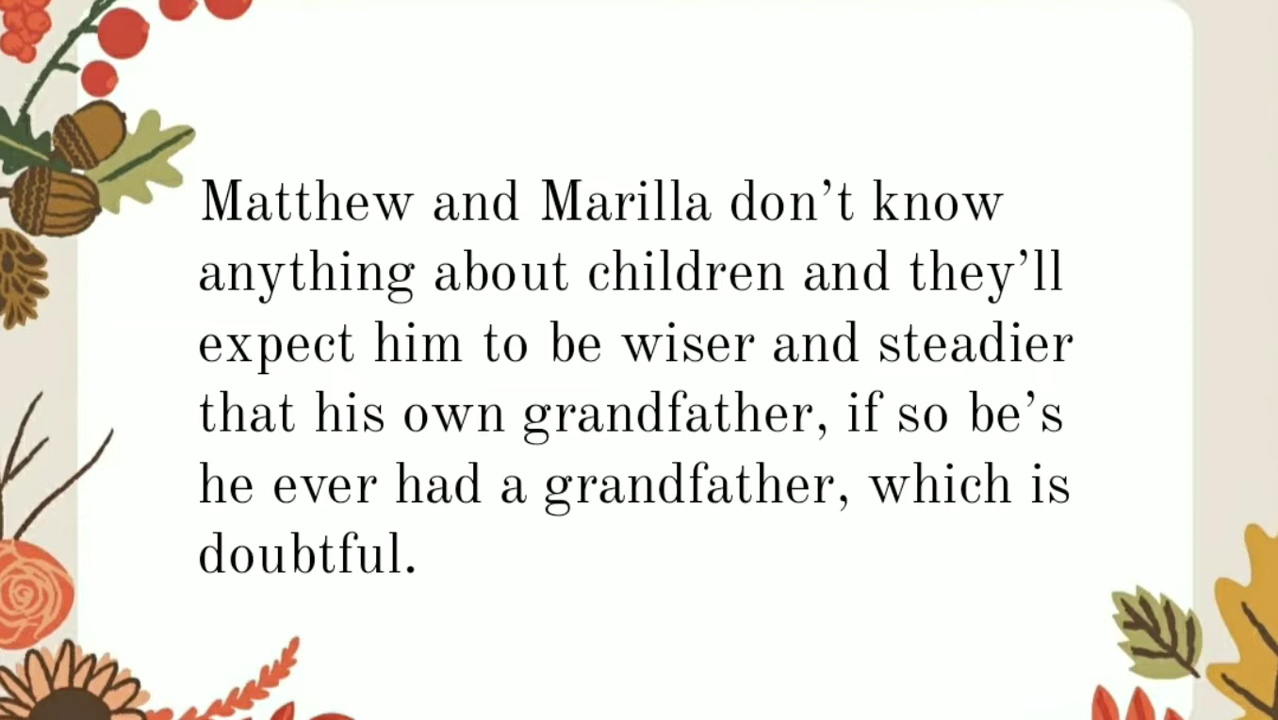 Matthew and Marilla don’t know
anything about children and they’ll
expect him to be wiser and steadier
that his own grandfather, if so be’s
he ever had a grandfather, which is
doubtful.